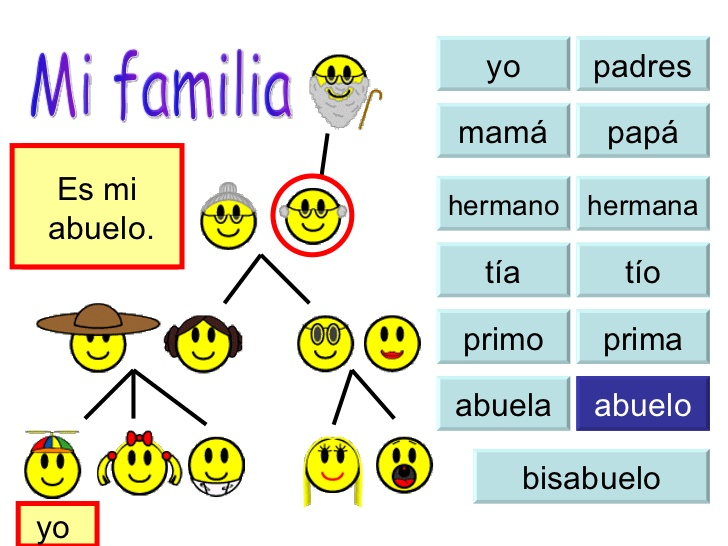 Mi familia
Es mi
abuelo.
yo
yo padres
mamá papá
hermano hermana
tía tío
primo prima
abuela abuelo
bisabuelo